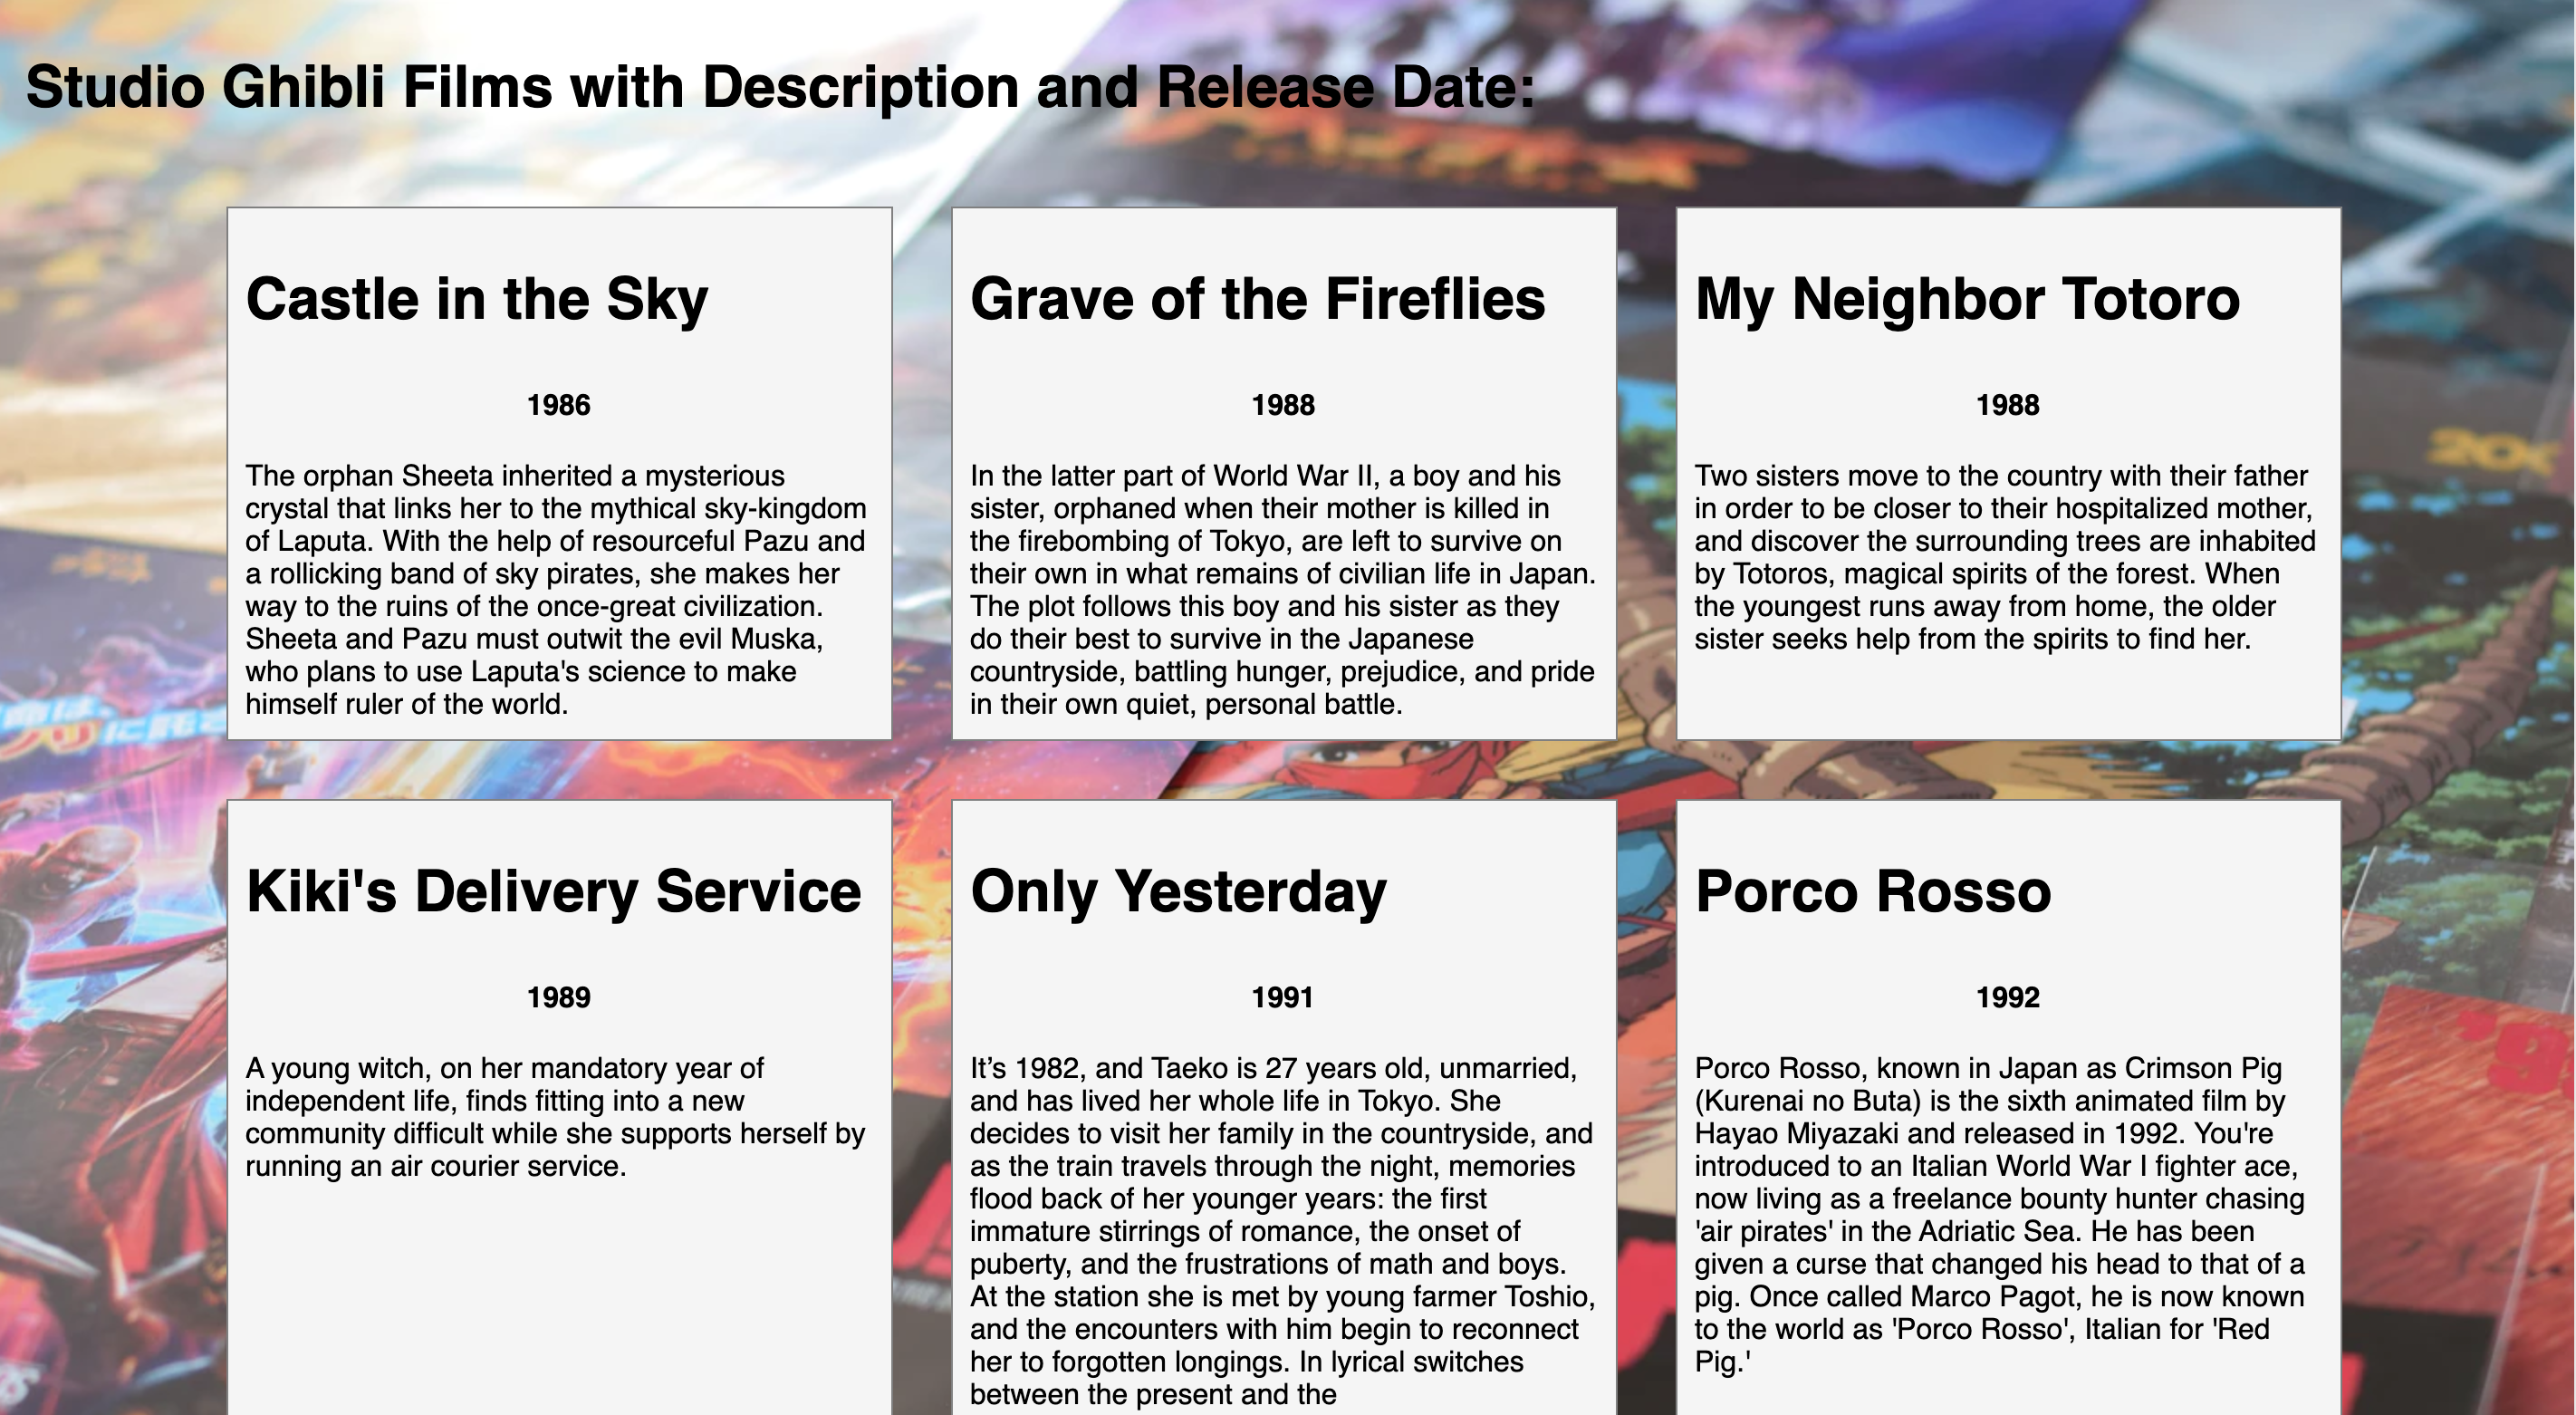 Studio Ghibli Films with Description and Release Date:
Castle in the Sky
1986
The orphan Sheeta inherited a mysterious
crystal that links her to the mythical sky-kingdom
of Laputa. With the help of resourceful Pazu and
a rollicking band of sky pirates, she makes her
way to the ruins of the once-great civilization.
Sheeta and Pazu must outwit the evil Muska,
who plans to use Laputa's science to make
himself ruler of the world.
Grave of the Fireflies
1988
In the latter part of World War II, a boy and his
sister, orphaned when their mother is killed in
the firebombing of Tokyo, are left to survive on
their own in what remains of civilian life in Japan.
The plot follows this boy and his sister as they
do their best to survive in the Japanese
countryside, battling hunger, prejudice, and pride
in their own quiet, personal battle.
My Neighbor Totoro
1988
Two sisters move to the country with their father
in order to be closer to their hospitalized mother,
and discover the surrounding trees are inhabited
by Totoros, magical spirits of the forest. When
the youngest runs away from home, the older
sister seeks help from the spirits to find her.
Kiki's Delivery Service
1989
A young witch, on her mandatory year of
independent life, finds fitting into a new
community difficult while she supports herself by
running an air courier service.
Only Yesterday
1991
It’s 1982, and Taeko is 27 years old, unmarried,
and has lived her whole life in Tokyo. She
decides to visit her family in the countryside, and
as the train travels through the night, memories
flood back of her younger years: the first
immature stirrings of romance, the onset of
puberty, and the frustrations of math and boys.
At the station she is met by young farmer Toshio,
and the encounters with him begin to reconnect
her to forgotten longings. In lyrical switches
between the present and the
Porco Rosso
1992
Porco Rosso, known in Japan as Crimson Pig
(Kurenai no Buta) is the sixth animated film by
Hayao Miyazaki and released in 1992. You're
introduced to an Italian World War I fighter ace,
now living as a freelance bounty hunter chasing
'air pirates' in the Adriatic Sea. He has been
given a curse that changed his head to that of a
pig. Once called Marco Pagot, he is now known
to the world as 'Porco Rosso', Italian for 'Red
Pig.'